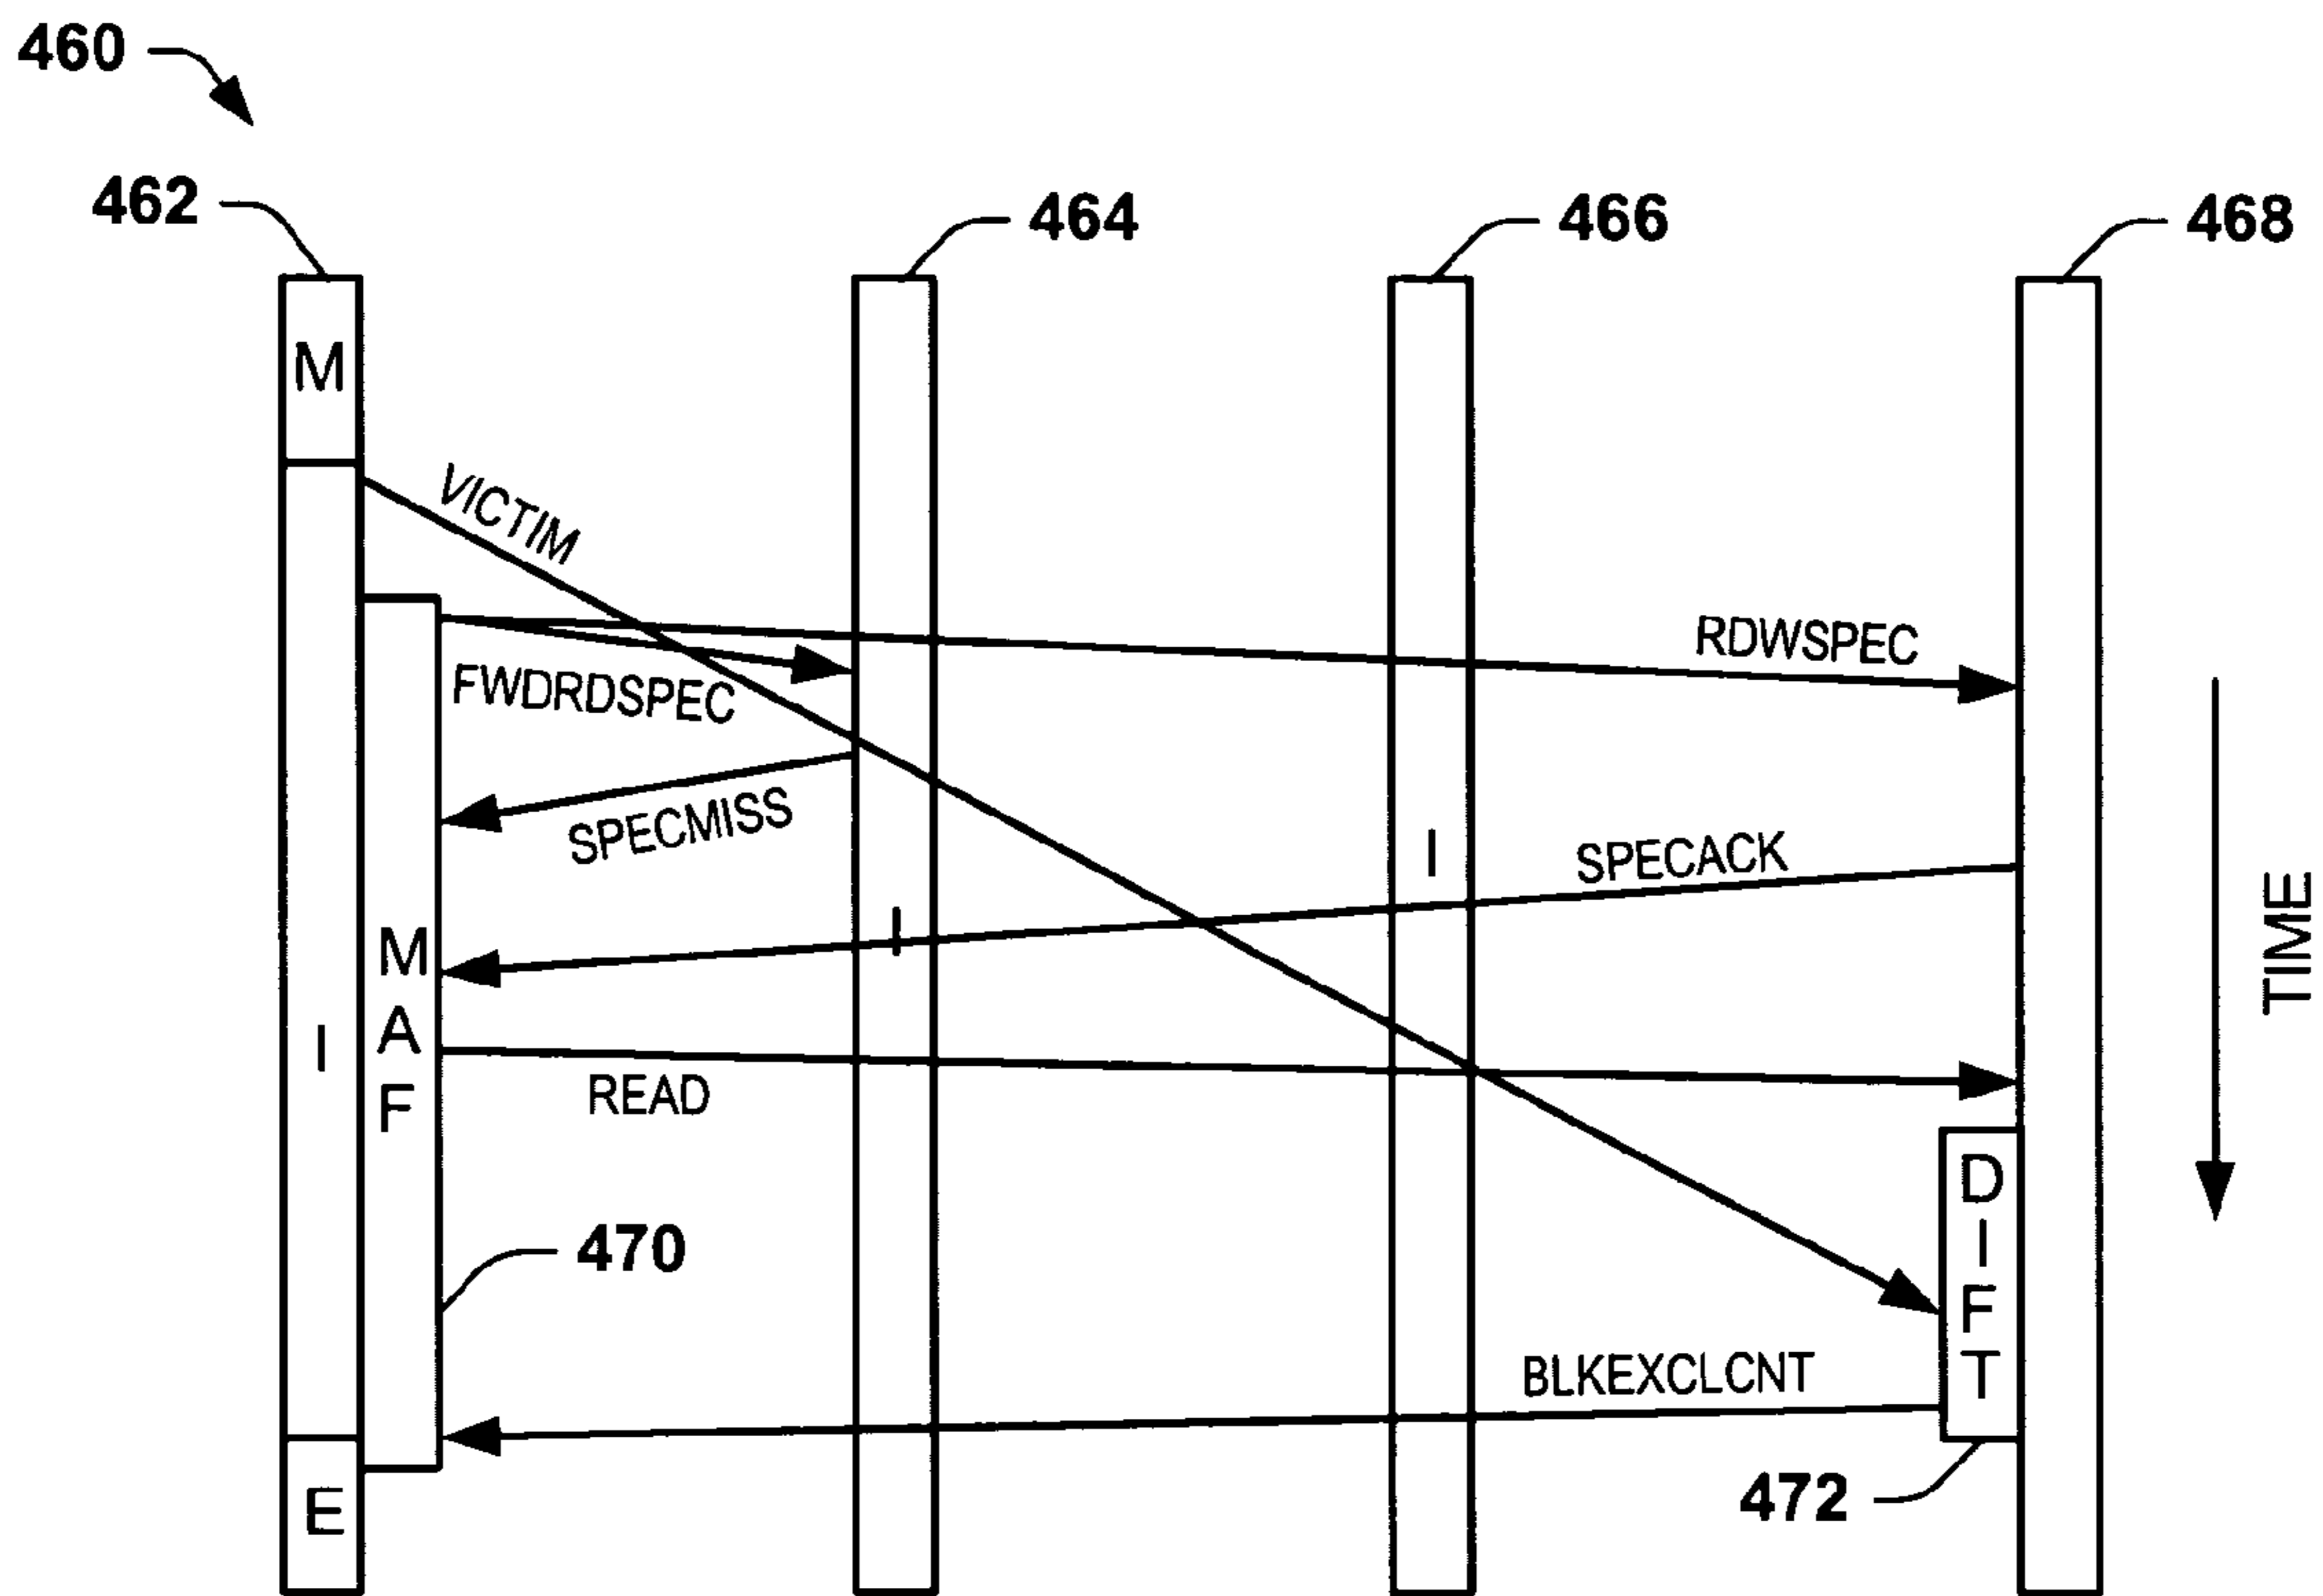 460
462
464
466
468
M
VICTIM
RDWSPEC
FWDRDSPEC
SPECMISS
I
SPECACK
I
TIME
M
A
F
I
READ
D
I
F
T
470
BLKEXCLCNT
472
E